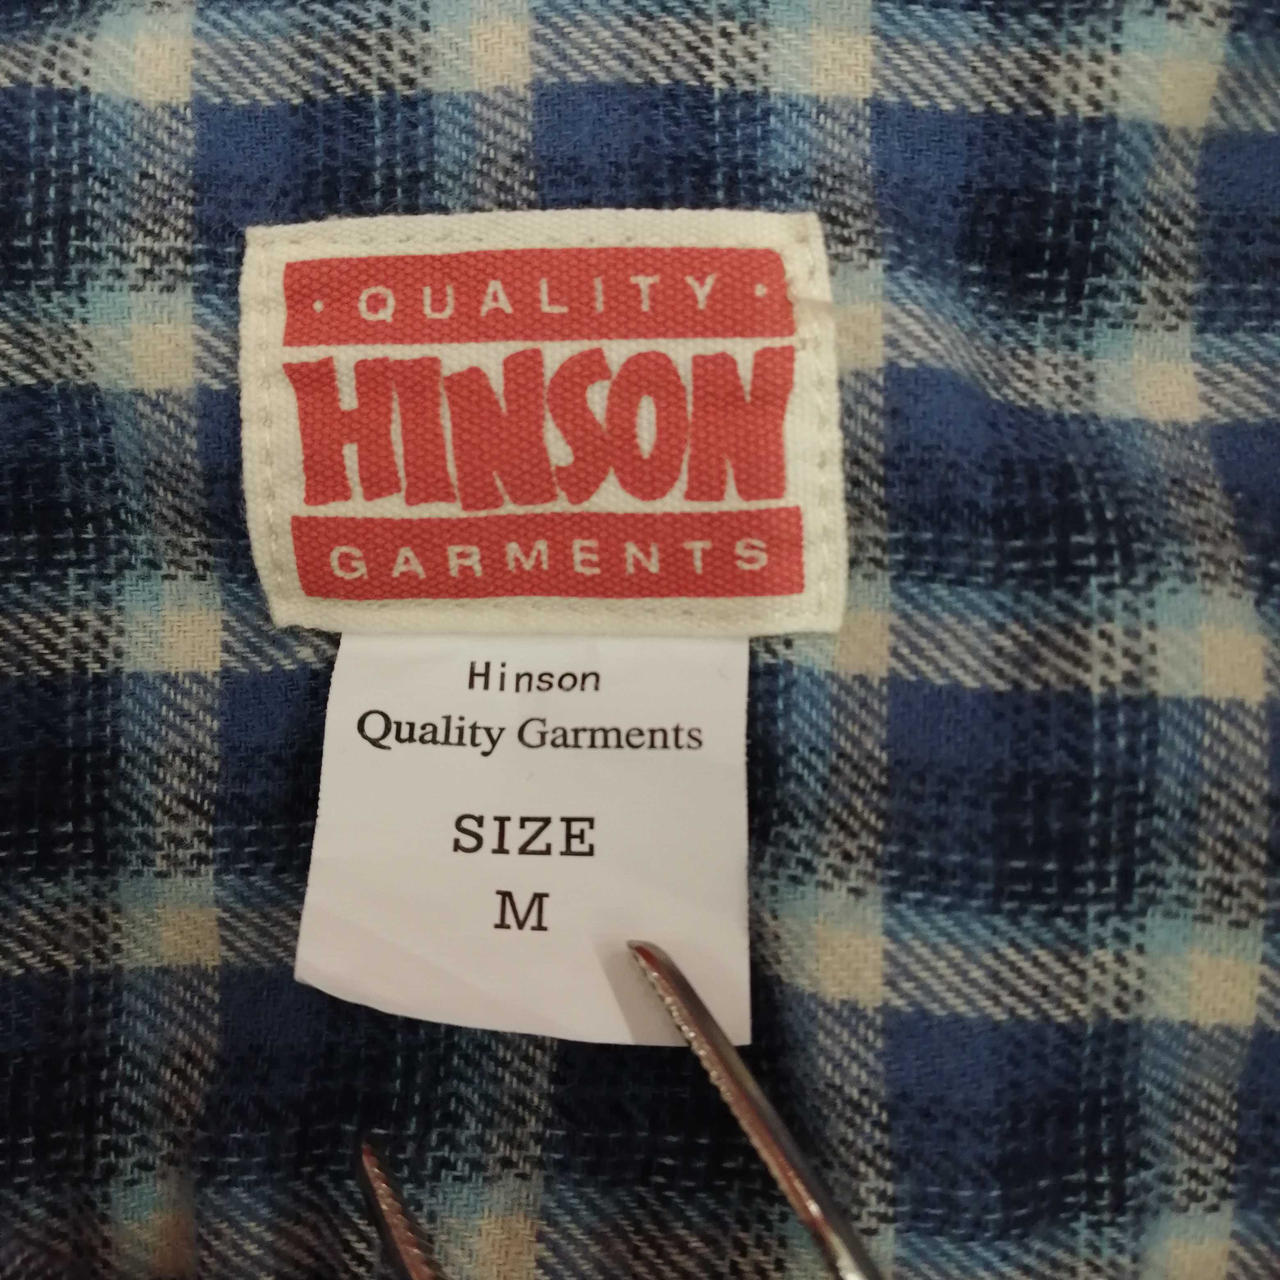 · QUALITY ·
HINSON
GARMENTS
Hinson
Quality Garments
SIZE
M